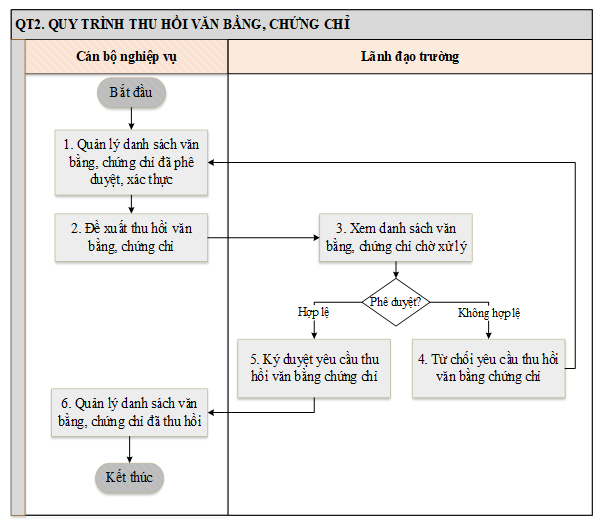 QT2. QUY TRÌNH THU HỒI VĂN BẰNG, CHỨNG CHỈ
Cán bộ nghiệp vụ
Lãnh đạo trường
Bắt đầu
1. Quản lý danh sách văn
bằng, chứng chỉ đã phê
duyệt, xác thực
2. Đề xuất thu hồi văn
bằng, chứng chỉ
3. Xem danh sách văn
bằng, chứng chỉ chờ xử lý
Phê duyệt?
Hợp lệ
Không hợp lệ
5. Ký duyệt yêu cầu thu
hồi văn bằng chứng chỉ
4. Từ chối yêu cầu thu hồi
văn bằng chứng chỉ
6. Quản lý danh sách văn
bằng, chứng chỉ đã thu hồi
Kết thúc